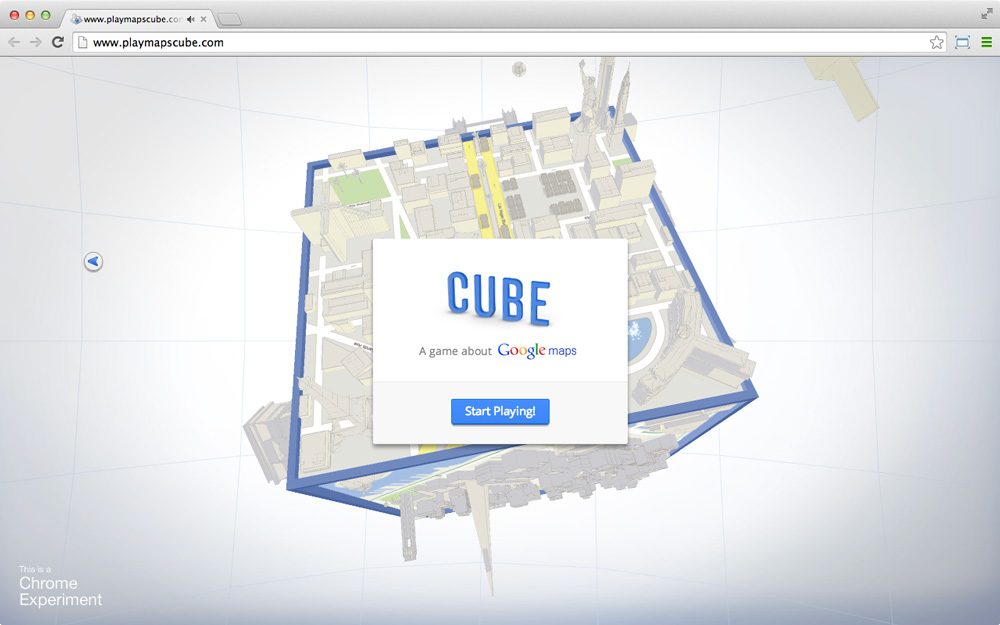 www.playmapscube.co
www.playmapscube.com
CUBE
A game about Google maps
Start Playing!
This is a
Chrome
Experiment